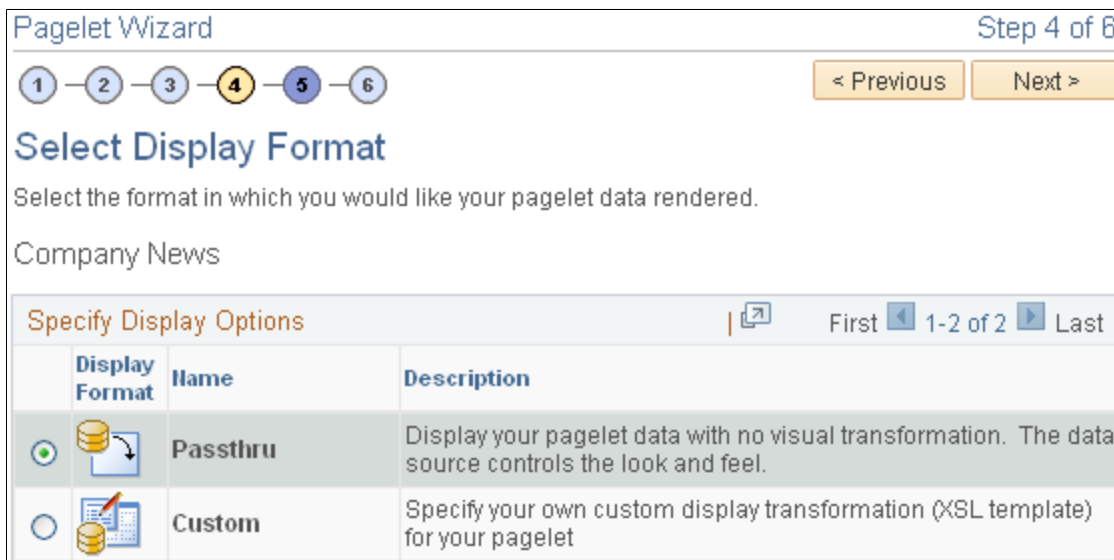 Pagelet Wizard Step 4 of 6
1 2 3 4 5 6 < Previous Next >
Select Display Format
Select the format in which you would like your pagelet data rendered.
Company News
Specify Display Options | First 1-2 of 2 Last
Display Format Name Description
Passthru Display your pagelet data with no visual transformation. The data
source controls the look and feel.
Custom Specify your own custom display transformation (XSL template)
for your pagelet